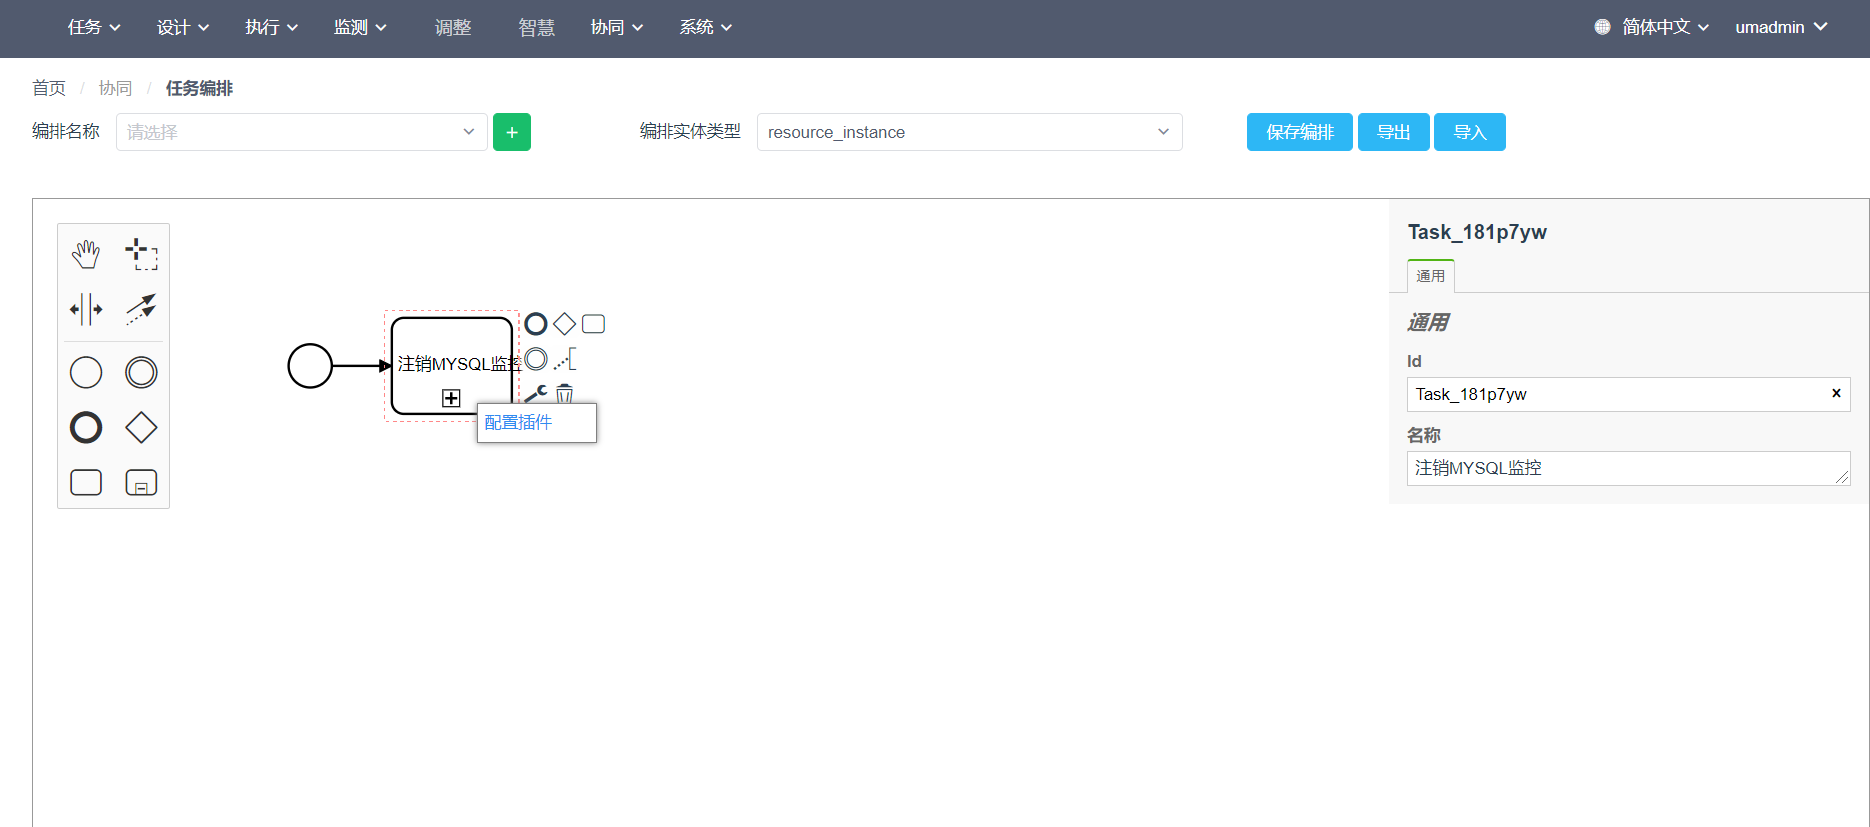 任务 设计 执行 监测 调整 智慧 协同 系统 简体中文 umadmin
首页 / 协同 / 任务编排
编排名称 请选择 + 编排实体类型 resource_instance 保存编排 导出 导入
Task_181p7yw
通用
通用
Id
Task_181p7yw
名称
注销MYSQL监控
注销MYSQL监控
配置插件